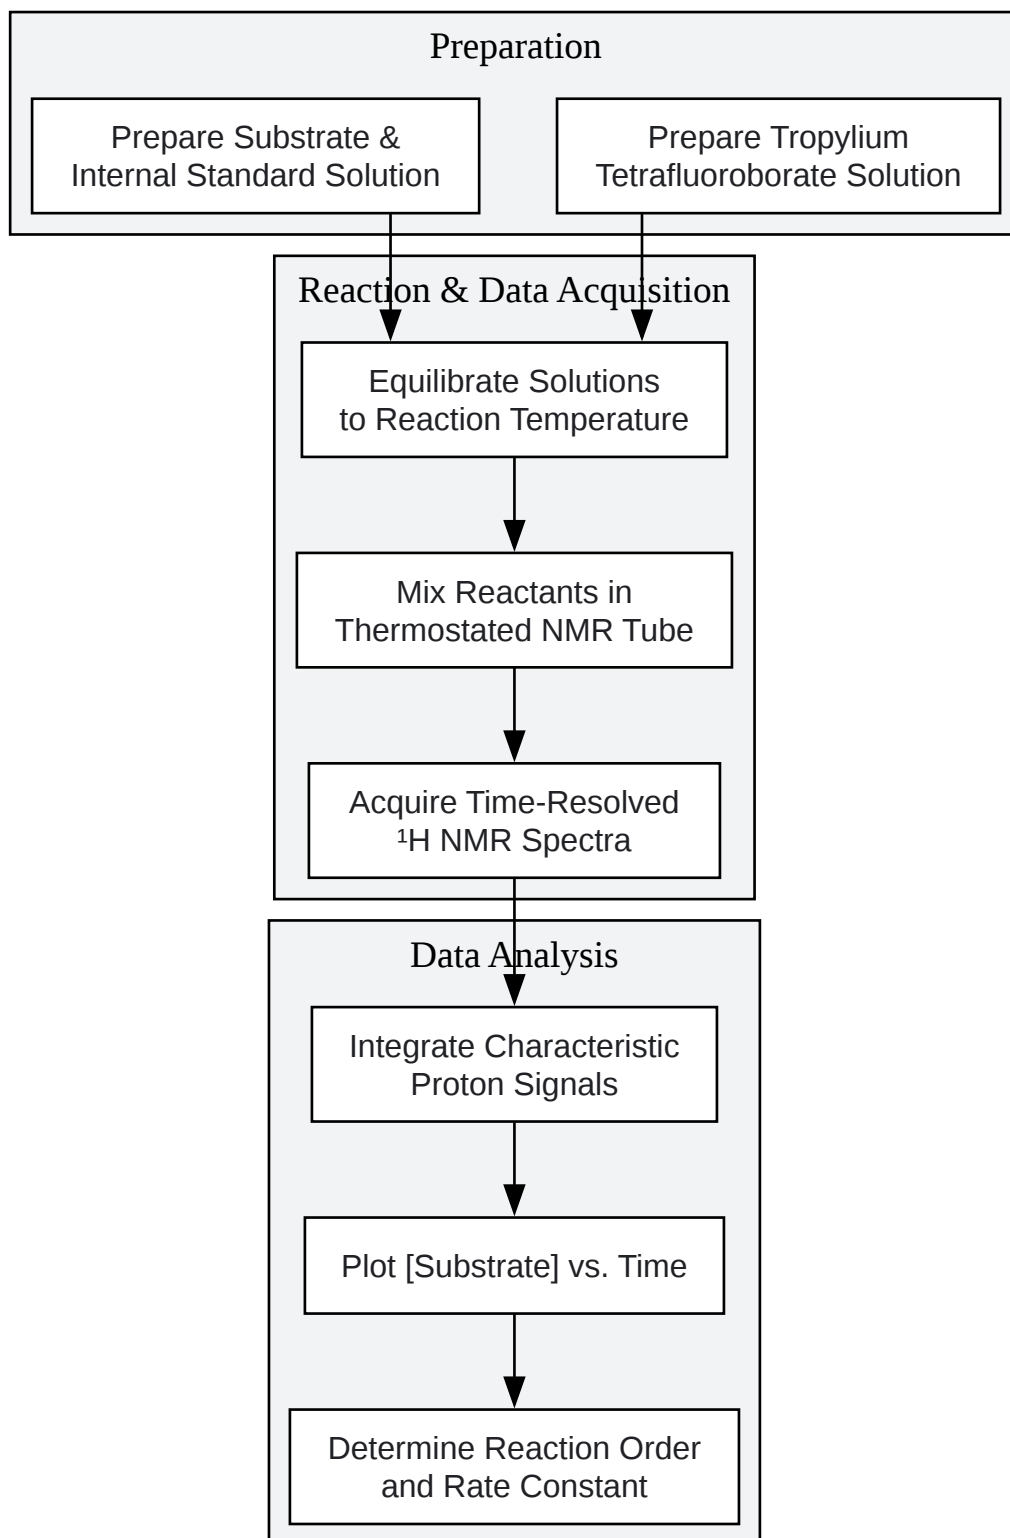 Preparation
Prepare Substrate &
Internal Standard Solution
Prepare Tropylium
Tetrafluoroborate Solution
Reaction & Data Acquisition
Equilibrate Solutions
to Reaction Temperature
Mix Reactants in
Thermostated NMR Tube
Acquire Time-Resolved
¹H NMR Spectra
Data Analysis
Integrate Characteristic
Proton Signals
Plot [Substrate] vs. Time
Determine Reaction Order
and Rate Constant